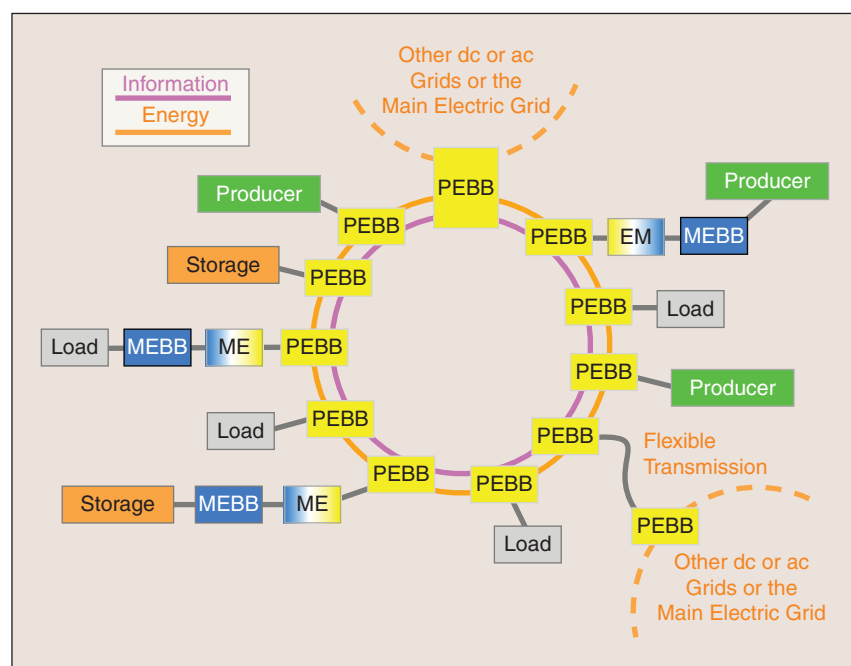 Other dc or ac
Grids or the
Main Electric Grid
Information
Energy
PEBB
Producer
Producer
PEBB
PEBB
EM
MEBB
Storage
PEBB
PEBB
Load
Load
MEBB
ME
PEBB
PEBB
Producer
Load
PEBB
PEBB
Flexible
Transmission
PEBB
PEBB
Storage
MEBB
ME
PEBB
Load
Other dc or ac
Grids or the
Main Electric Grid